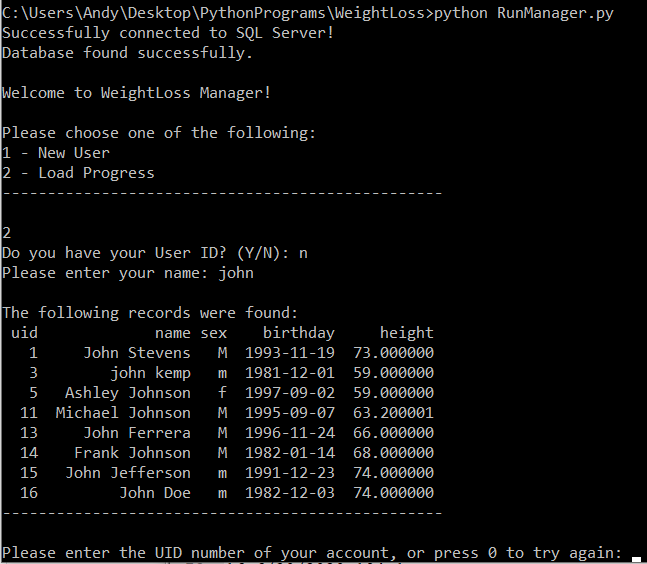 C:\Users\Andy\Desktop\PythonPrograms\WeightLoss>python RunManager.py
Successfully connected to SQL Server!
Database found successfully.
Welcome to WeightLoss Manager!
Please choose one of the following:
1 - New User
2 - Load Progress
------------------------------------------------
2
Do you have your User ID? (Y/N): n
Please enter your name: john
The following records were found:
uid name sex birthday height
1 John Stevens M 1993-11-19 73.000000
3 john kemp m 1981-12-01 59.000000
5 Ashley Johnson f 1997-09-02 59.000000
11 Michael Johnson M 1995-09-07 63.200001
13 John Ferrera M 1996-11-24 66.000000
14 Frank Johnson M 1982-01-14 68.000000
15 John Jefferson m 1991-12-23 74.000000
16 John Doe m 1982-12-03 74.000000
------------------------------------------------
Please enter the UID number of your account, or press 0 to try again: